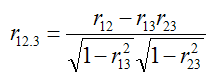 r₁₂.₃ = (r₁₂ − r₁₃r₂₃) / (√(1 − r₁₃²) √(1 − r₂₃²))